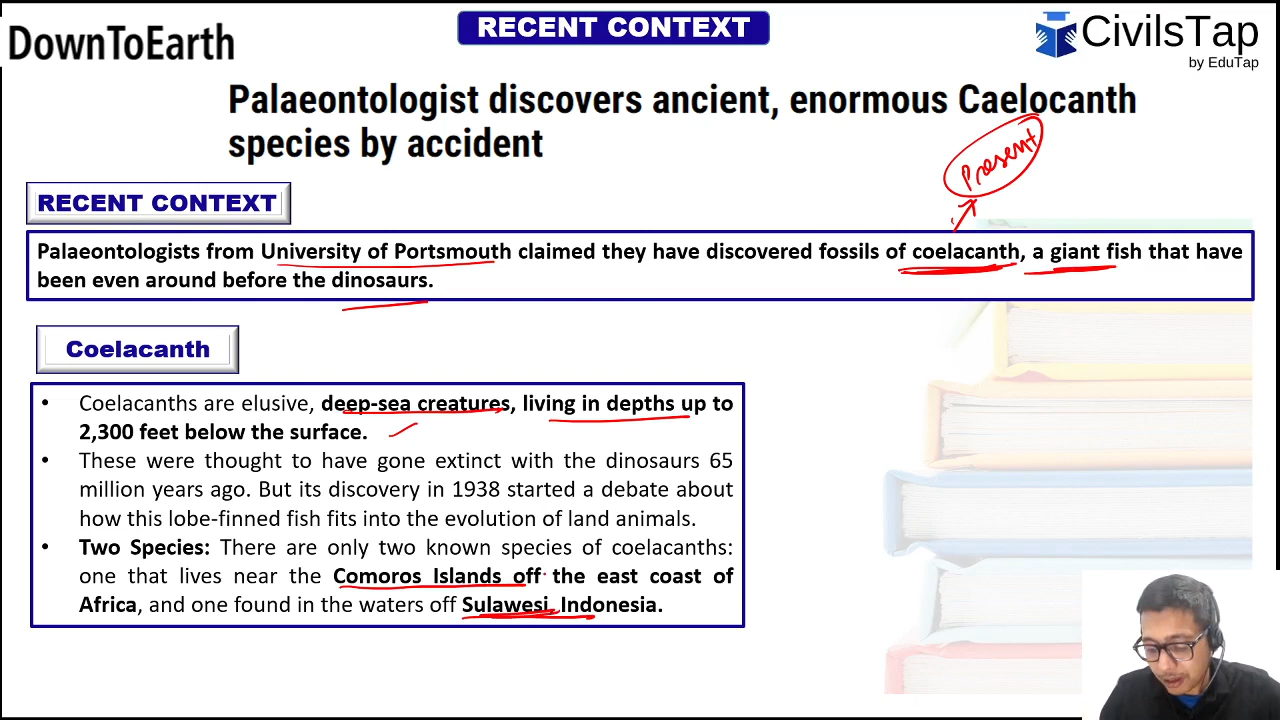 RECENT CONTEXT
DownToEarth
CivilsTap
by EduTap
Palaeontologist discovers ancient, enormous Caelocanth
species by accident
Present
RECENT CONTEXT
Palaeontologists from University of Portsmouth claimed they have discovered fossils of coelacanth, a giant fish that have
been even around before the dinosaurs.
Coelacanth
• Coelacanths are elusive, deep-sea creatures, living in depths up to
2,300 feet below the surface.
• These were thought to have gone extinct with the dinosaurs 65
million years ago. But its discovery in 1938 started a debate about
how this lobe-finned fish fits into the evolution of land animals.
• Two Species: There are only two known species of coelacanths:
one that lives near the Comoros Islands off the east coast of
Africa, and one found in the waters off Sulawesi, Indonesia.